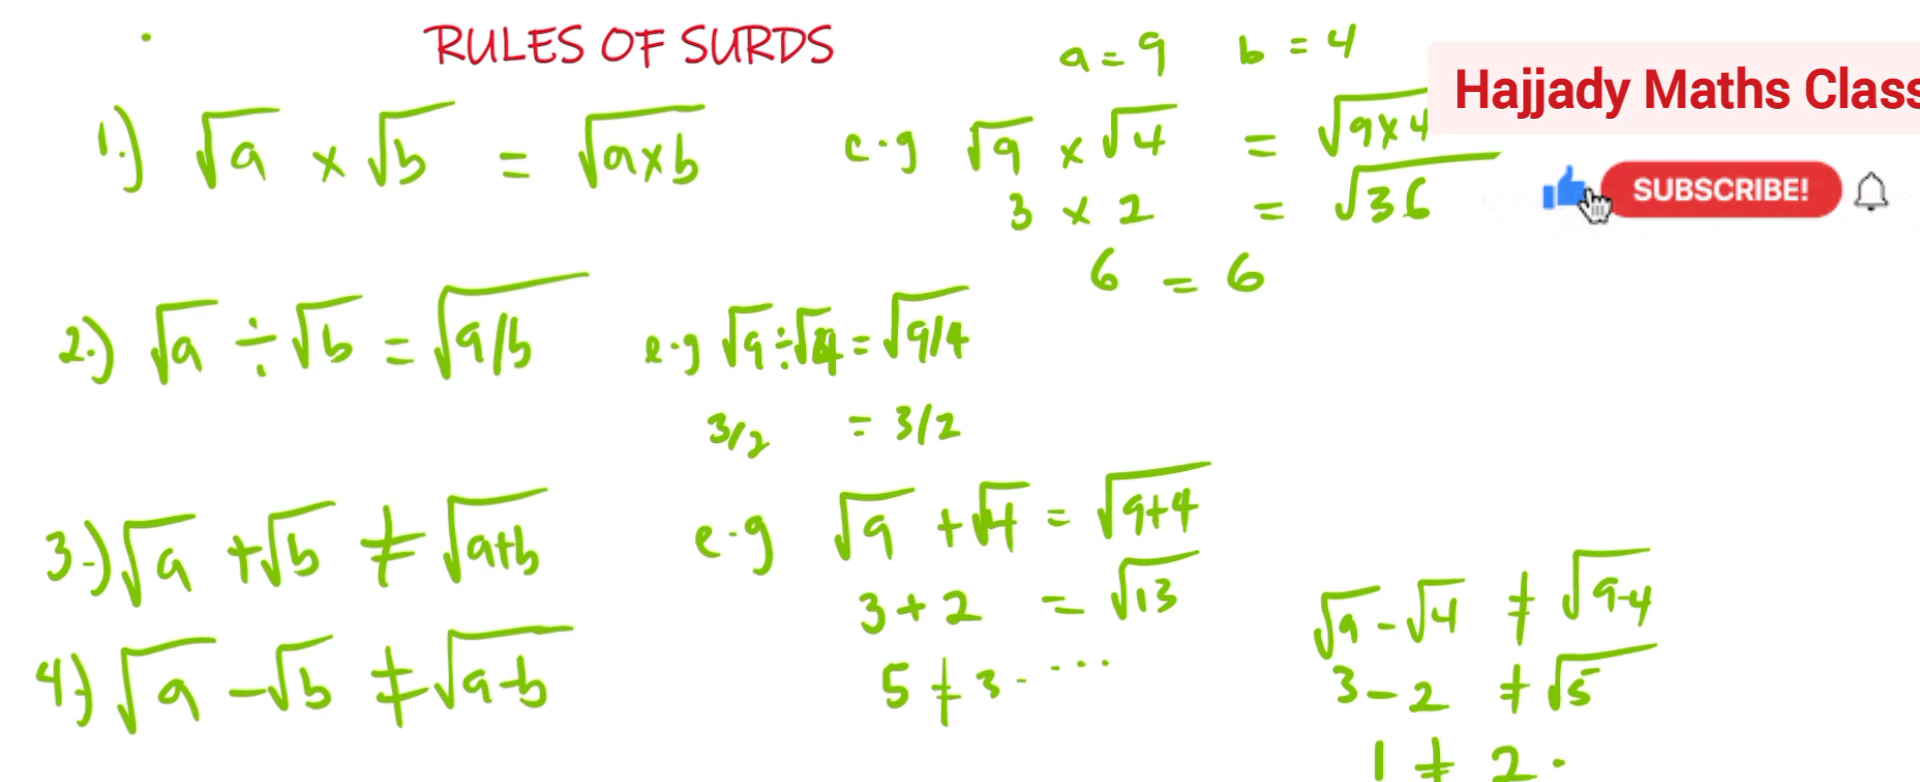 RULES OF SURDS
a = 9 b = 4
Hajjady Maths Class
1.) √a × √b = √a×b e.g √9 × √4 = √9×4
3 × 2 = √36
SUBSCRIBE!
6 = 6
2.) √a ÷ √b = √a/b e.g √9 ÷ √4 = √9/4
3/2 = 3/2
3.) √a + √b ≠ √a+b e.g √9 + √4 = √9+4
3 + 2 = √13
5 ≠ 3. ...
4.) √a - √b ≠ √a-b
√9 - √4 ≠ √9-4
3 - 2 ≠ √5
1 ≠ 2.